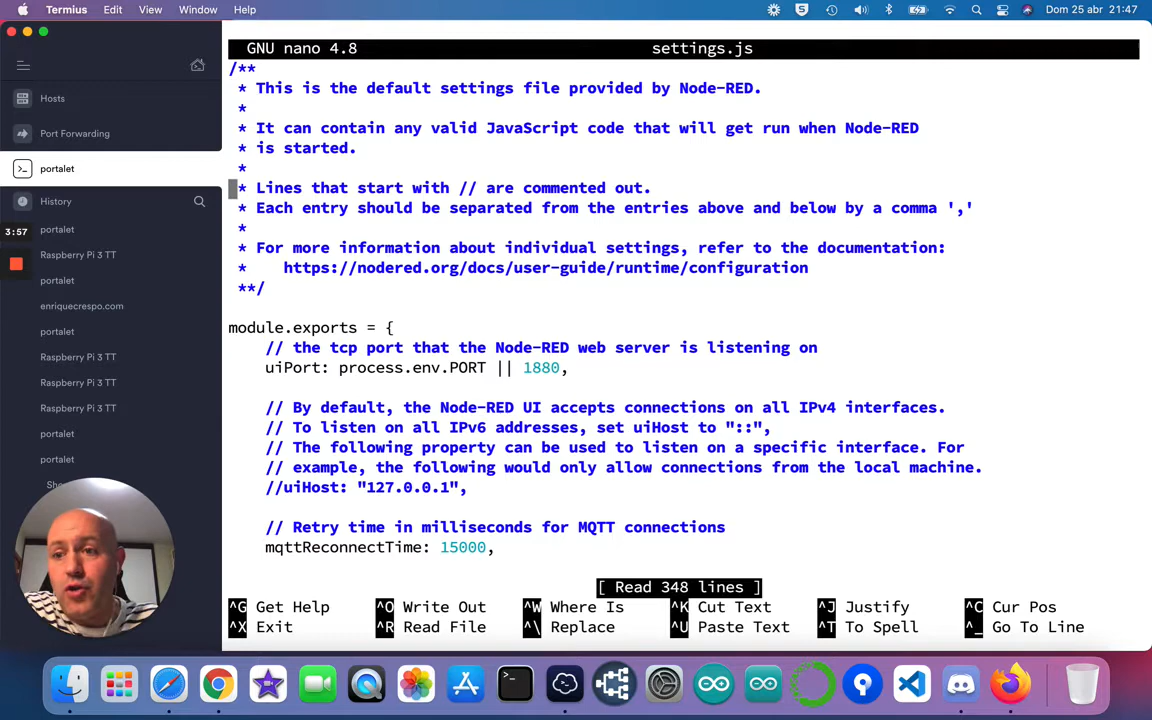 Termius Edit View Window Help Dom 25 abr 21:47
GNU nano 4.8 settings.js
/**
* This is the default settings file provided by Node-RED.
*
* It can contain any valid JavaScript code that will get run when Node-RED
* is started.
*
* Lines that start with // are commented out.
* Each entry should be separated from the entries above and below by a comma ','
*
* For more information about individual settings, refer to the documentation:
* https://nodered.org/docs/user-guide/runtime/configuration
**/
module.exports = {
// the tcp port that the Node-RED web server is listening on
uiPort: process.env.PORT || 1880,
// By default, the Node-RED UI accepts connections on all IPv4 interfaces.
// To listen on all IPv6 addresses, set uiHost to "::",
// The following property can be used to listen on a specific interface. For
// example, the following would only allow connections from the local machine.
//uiHost: "127.0.0.1",
// Retry time in milliseconds for MQTT connections
mqttReconnectTime: 15000,
[ Read 348 lines ]
^G Get Help ^O Write Out ^W Where Is ^K Cut Text ^J Justify ^C Cur Pos
^X Exit ^R Read File ^\ Replace ^U Paste Text ^T To Spell ^_ Go To Line
Hosts
Port Forwarding
portalet
History
portalet
3:57
Raspberry Pi 3 TT
portalet
enriquecrespo.com
portalet
Raspberry Pi 3 TT
Raspberry Pi 3 TT
Raspberry Pi 3 TT
portalet
portalet